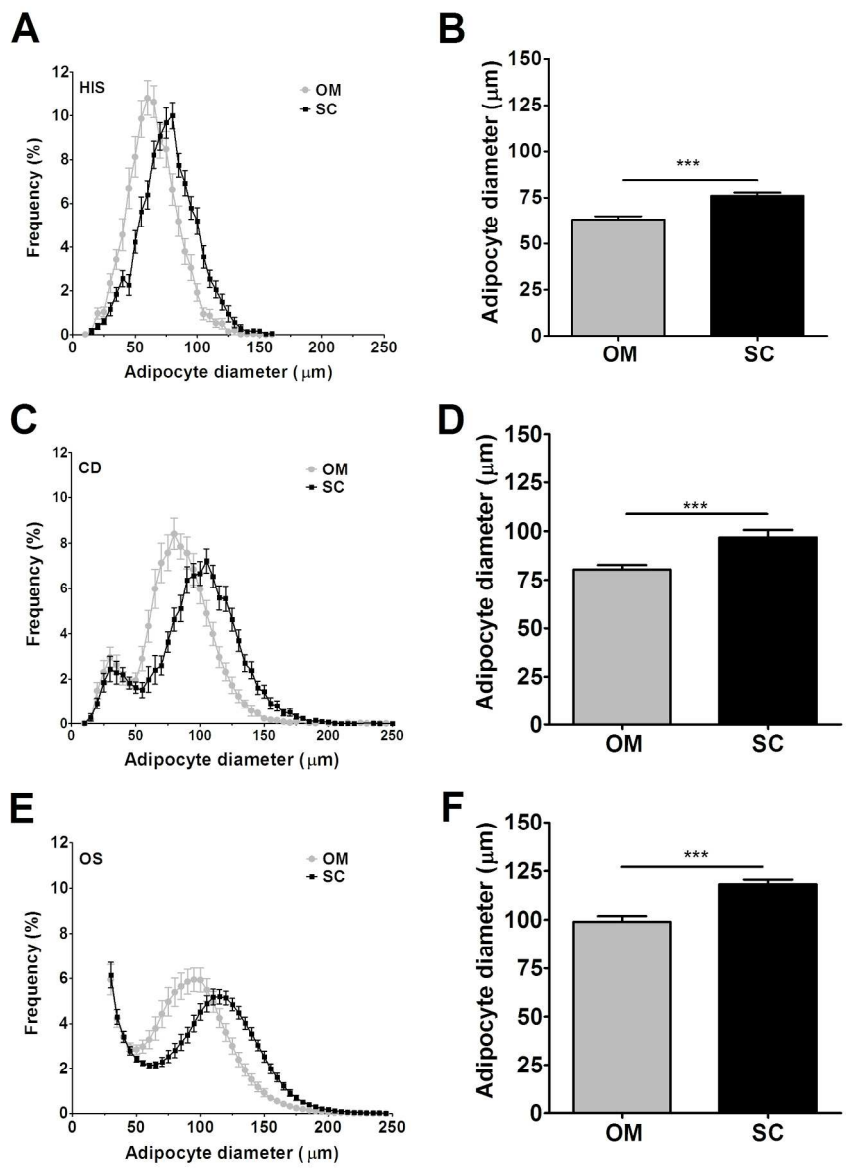 A
HIS
OM
SC
Frequency (%)
12
10
8
6
4
2
0
0
50
100
150
200
250
Adipocyte diameter (μm)
B
Adipocyte diameter (μm)
150
125
100
75
50
25
0
***
OM
SC
C
CD
OM
SC
Frequency (%)
12
10
8
6
4
2
0
0
50
100
150
200
250
Adipocyte diameter (μm)
D
Adipocyte diameter (μm)
150
125
100
75
50
25
0
***
OM
SC
E
OS
OM
SC
Frequency (%)
12
10
8
6
4
2
0
0
50
100
150
200
250
Adipocyte diameter (μm)
F
Adipocyte diameter (μm)
150
125
100
75
50
25
0
***
OM
SC